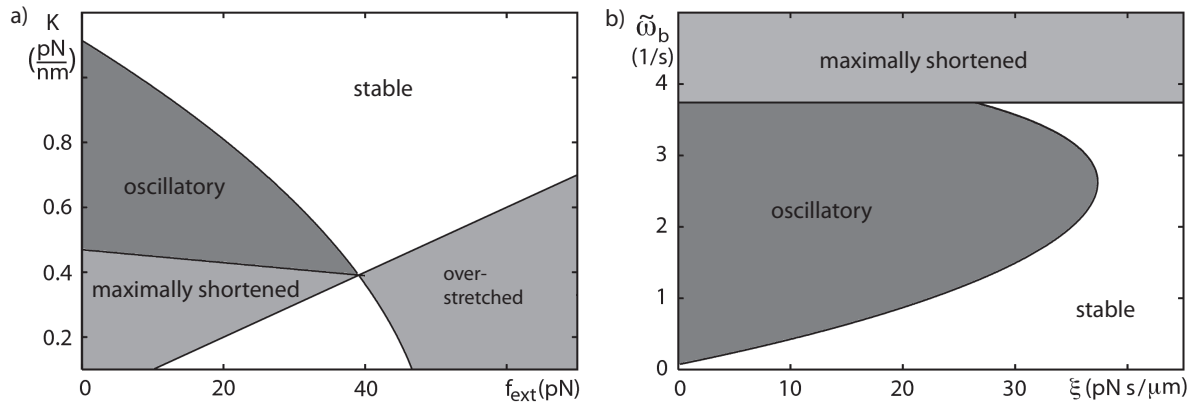 a)
K
(pN/nm)
stable
0.8
oscillatory
0.6
0.4
maximally shortened
over-
stretched
0.2
0
20
40
f_ext(pN)
b)
ω̃_b
(1/s)
maximally shortened
4
3
oscillatory
2
1
stable
0
0
10
20
30
ξ (pN s/μm)